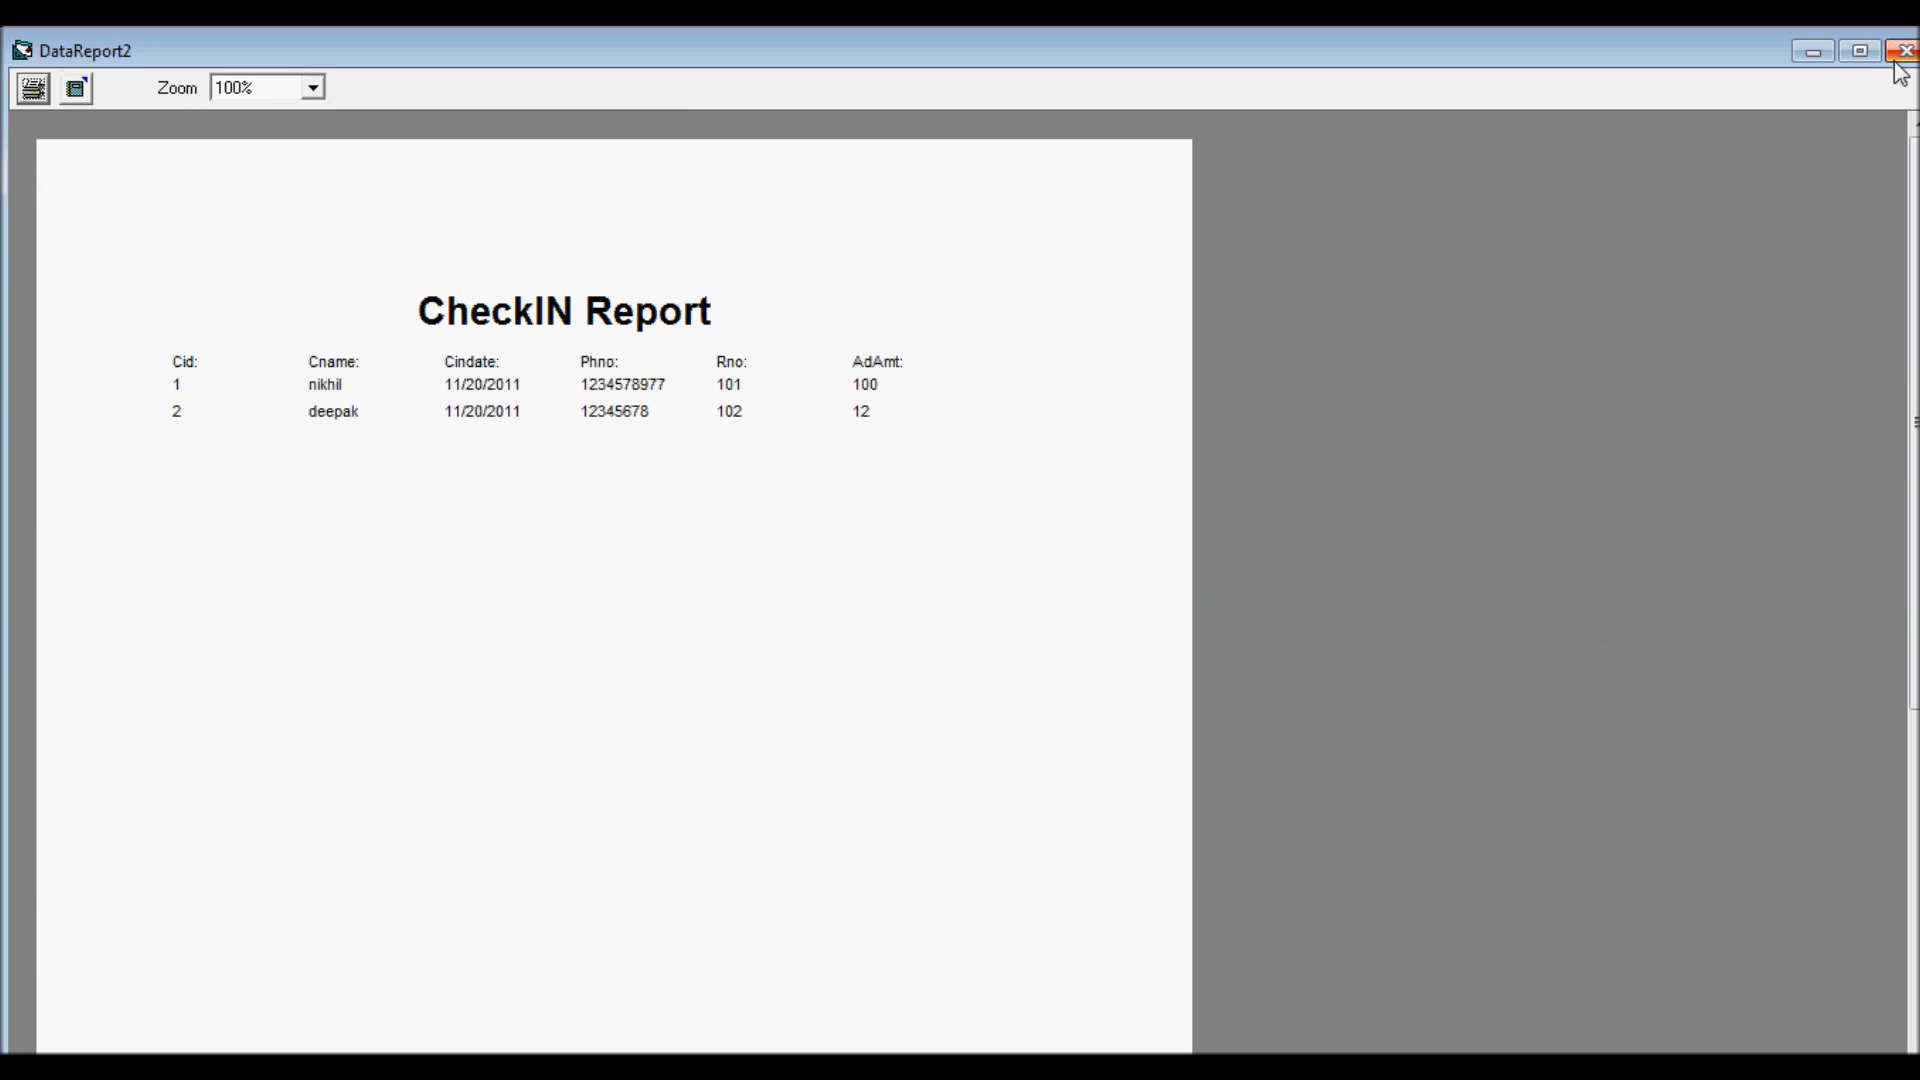 DataReport2
Zoom 100%
CheckIN Report
Cid: Cname: Cindate: Phno: Rno: AdAmt:
1 nikhil 11/20/2011 1234578977 101 100
2 deepak 11/20/2011 12345678 102 12